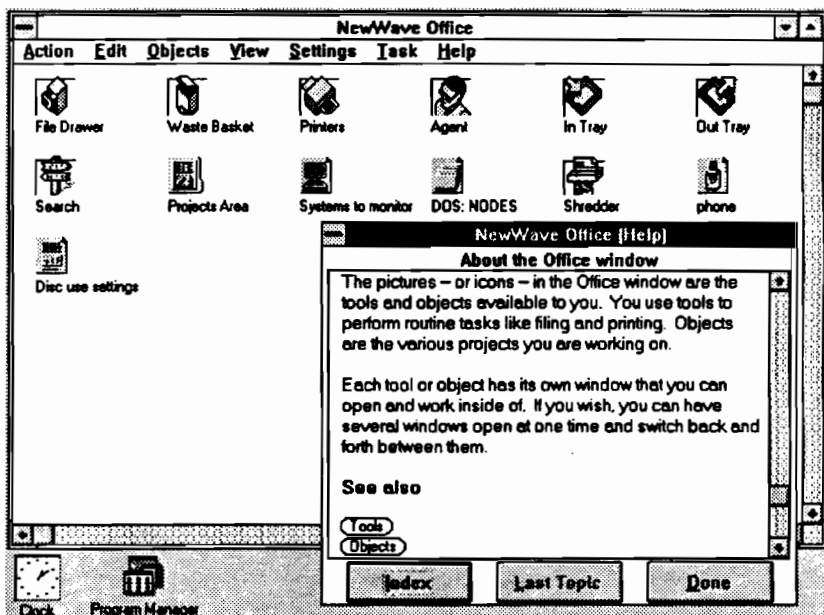 NewWave Office
Action Edit Objects View Settings Task Help
File Drawer Waste Basket Printers Agent In Tray Out Tray
Search Projects Area Systems to monitor DOS: NODES Shredder phone
Disc use settings
NewWave Office [Help]
About the Office window
The pictures – or icons – in the Office window are the
tools and objects available to you. You use tools to
perform routine tasks like filing and printing. Objects
are the various projects you are working on.
Each tool or object has its own window that you can
open and work inside of. If you wish, you can have
several windows open at one time and switch back and
forth between them.
See also
Tools
Objects
Index Last Topic Done
Clock Program Manager